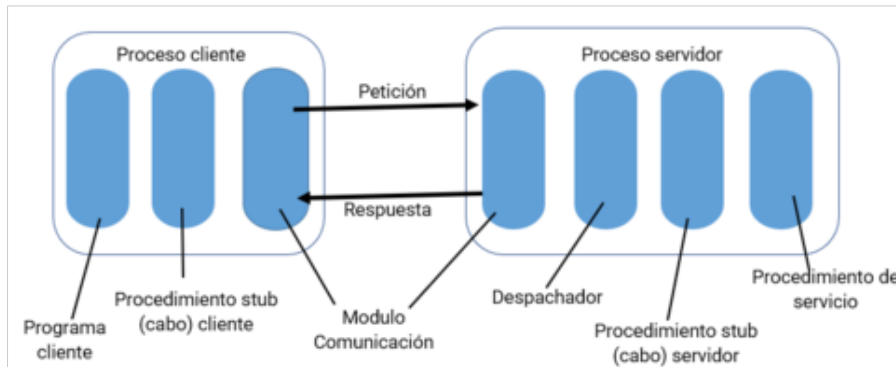 Proceso cliente
Proceso servidor
Petición
Respuesta
Programa
cliente
Procedimiento stub
(cabo) cliente
Modulo
Comunicación
Despachador
Procedimiento stub
(cabo) servidor
Procedimiento de
servicio